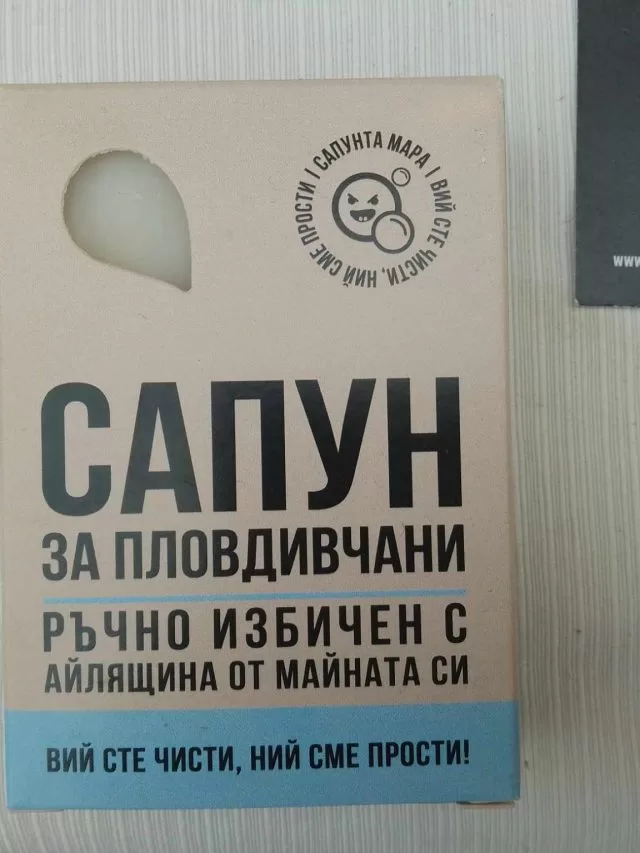 САПУНТА МАРА | ВИЙ СТЕ ЧИСТИ, НИЙ СМЕ ПРОСТИ |
САПУН
ЗА ПЛОВДИВЧАНИ
РЪЧНО ИЗБИЧЕН С
АЙЛЯЩИНА ОТ МАЙНАТА СИ
ВИЙ СТЕ ЧИСТИ, НИЙ СМЕ ПРОСТИ!
www